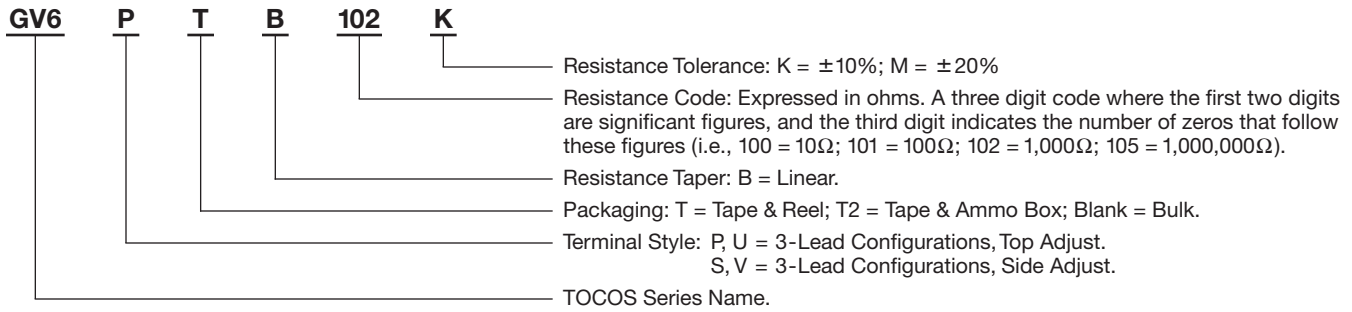 GV6 P T B 102 K
Resistance Tolerance: K = ±10%; M = ±20%
Resistance Code: Expressed in ohms. A three digit code where the first two digits
are significant figures, and the third digit indicates the number of zeros that follow
these figures (i.e., 100 = 10Ω; 101 = 100Ω; 102 = 1,000Ω; 105 = 1,000,000Ω).
Resistance Taper: B = Linear.
Packaging: T = Tape & Reel; T2 = Tape & Ammo Box; Blank = Bulk.
Terminal Style: P, U = 3-Lead Configurations, Top Adjust.
S, V = 3-Lead Configurations, Side Adjust.
TOCOS Series Name.